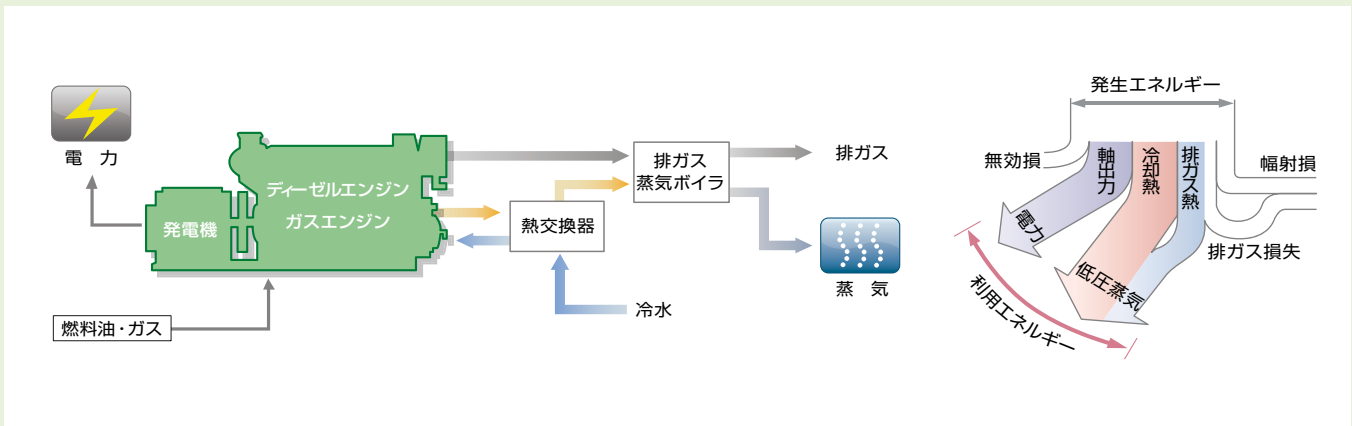 電 力
発電機
ディーゼルエンジン
ガスエンジン
燃料油・ガス
熱交換器
冷水
排ガス
蒸気ボイラ
排ガス
蒸 気
発生エネルギー
無効損
軸出力
冷却熱
排ガス熱
輻射損
電力
低圧蒸気
排ガス損失
利用エネルギー